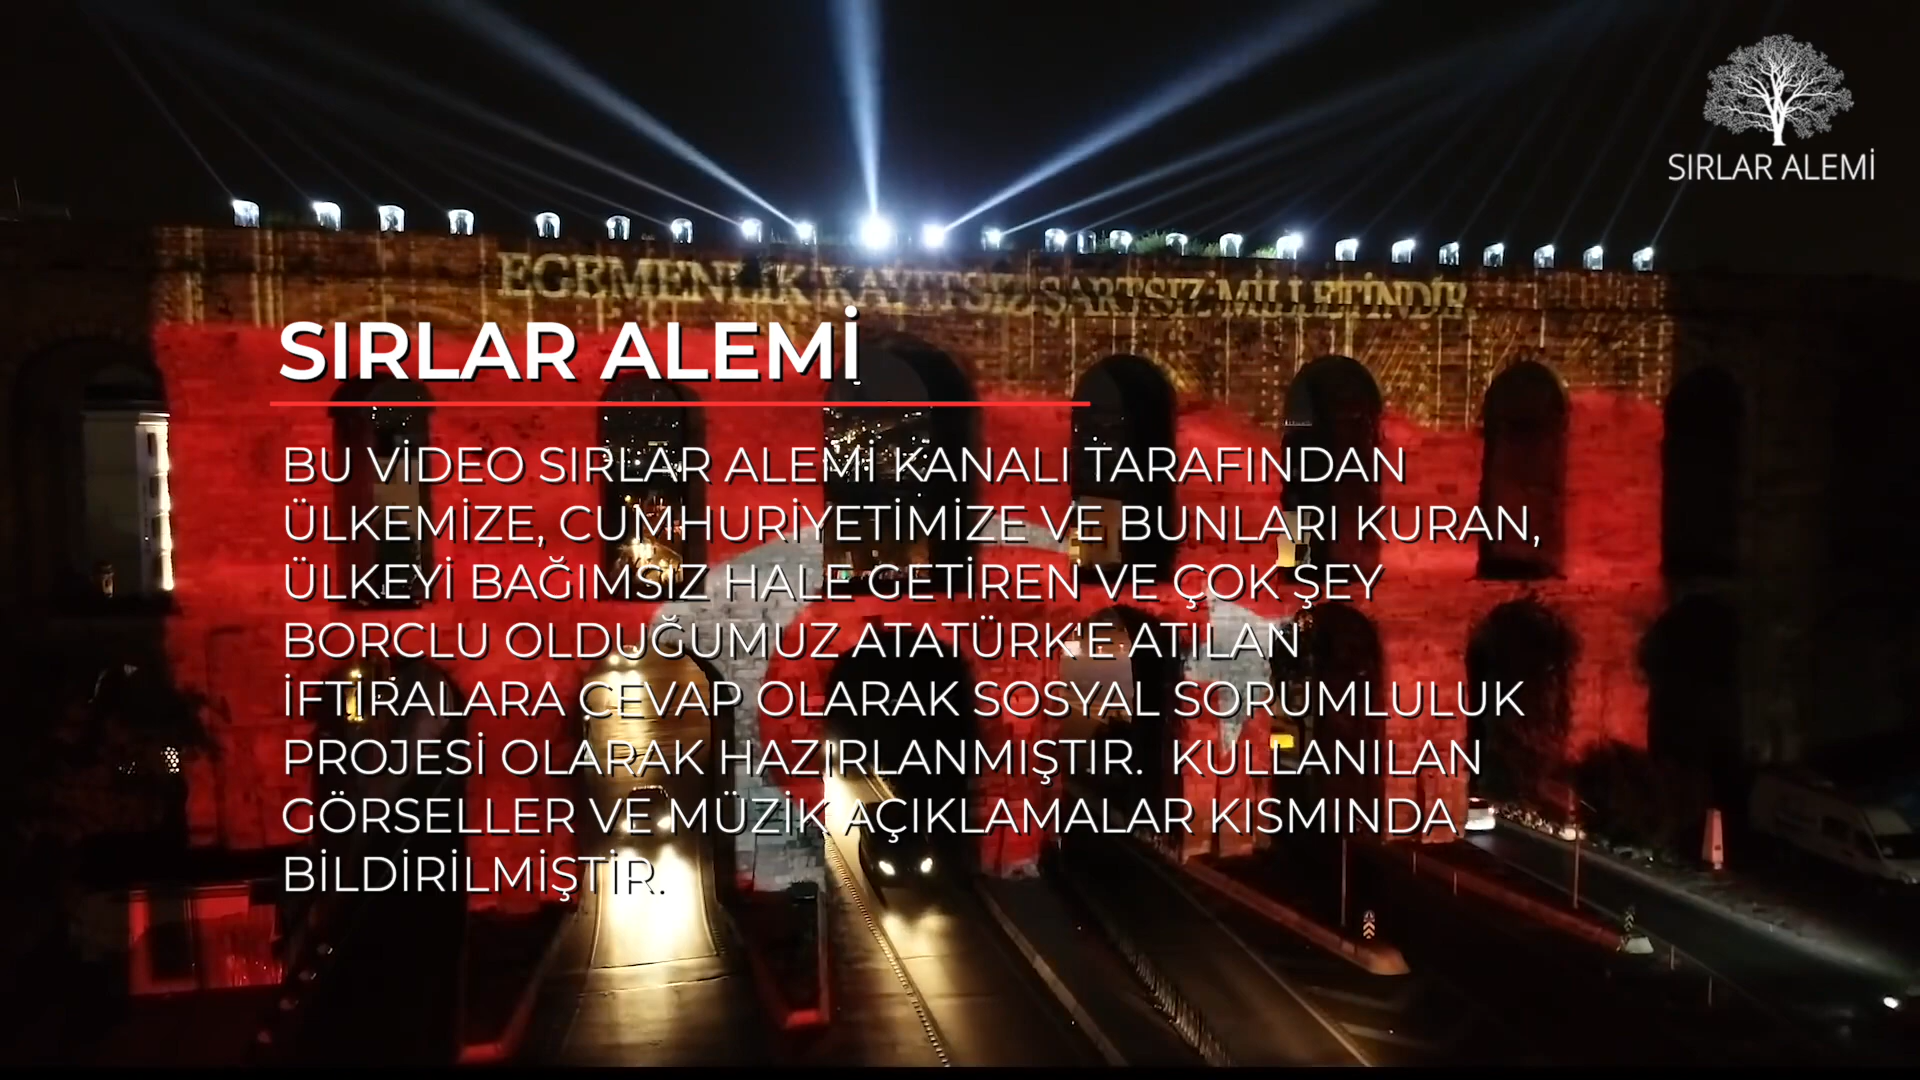 SIRLAR ALEMİ
EGEMENLİK KAYITSIZ ŞARTSIZ MİLLETİNDİR
SIRLAR ALEMİ
BU VİDEO SIRLAR ALEMİ KANALI TARAFINDAN
ÜLKEMİZE, CUMHURİYETİMİZE VE BUNLARI KURAN,
ÜLKEYİ BAĞIMSIZ HALE GETİREN VE ÇOK ŞEY
BORCLU OLDUĞUMUZ ATATÜRK'E ATILAN
İFTİRALARA CEVAP OLARAK SOSYAL SORUMLULUK
PROJESİ OLARAK HAZIRLANMIŞTIR. KULLANILAN
GÖRSELLER VE MÜZİK AÇIKLAMALAR KISMINDA
BİLDİRİLMİŞTİR.